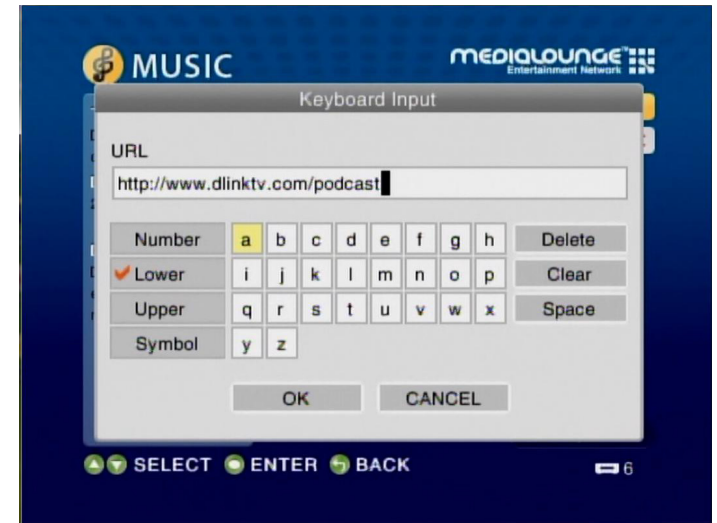 MUSIC
MEDIALOUNGE™
Entertainment Network
Keyboard Input
URL
http://www.dlinktv.com/podcast
Number a b c d e f g h Delete
Lower i j k l m n o p Clear
Upper q r s t u v w x Space
Symbol y z
OK CANCEL
SELECT ENTER BACK 6